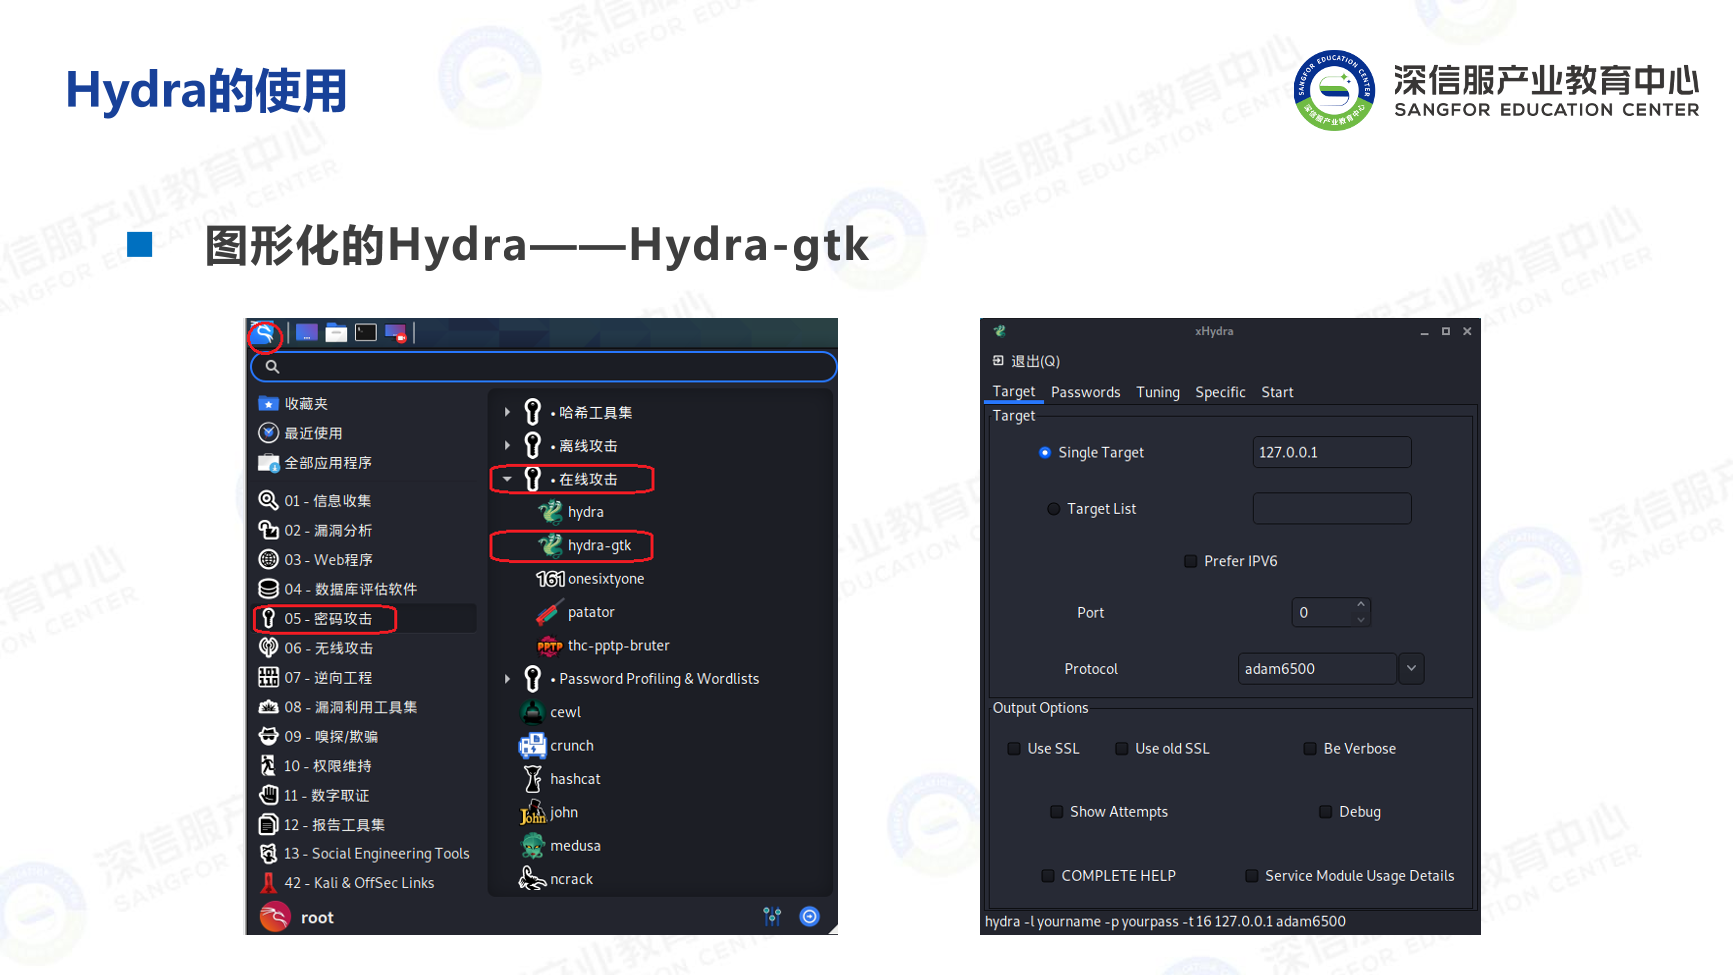 Hydra的使用
深信服产业教育中心
SANGFOR EDUCATION CENTER
图形化的Hydra——Hydra-gtk
收藏夹
最近使用
全部应用程序
01 - 信息收集
02 - 漏洞分析
03 - Web程序
04 - 数据库评估软件
05 - 密码攻击
06 - 无线攻击
07 - 逆向工程
08 - 漏洞利用工具集
09 - 嗅探/欺骗
10 - 权限维持
11 - 数字取证
12 - 报告工具集
13 - Social Engineering Tools
42 - Kali & OffSec Links
root
• 哈希工具集
• 离线攻击
• 在线攻击
hydra
hydra-gtk
161 onesixtyone
patator
PPTP thc-pptp-bruter
• Password Profiling & Wordlists
cewl
crunch
hashcat
John john
medusa
ncrack
xHydra
退出(Q)
Target Passwords Tuning Specific Start
Target
Single Target 127.0.0.1
Target List
Prefer IPV6
Port 0
Protocol adam6500
Output Options
Use SSL Use old SSL Be Verbose
Show Attempts Debug
COMPLETE HELP Service Module Usage Details
hydra -l yourname -p yourpass -t 16 127.0.0.1 adam6500